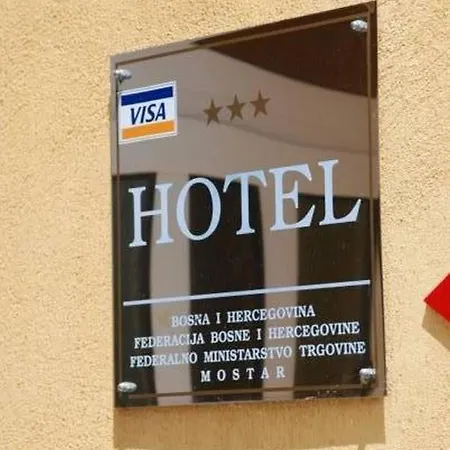 VISA
HOTEL
BOSNA I HERCEGOVINA
FEDERACIJA BOSNE I HERCEGOVINE
FEDERALNO MINISTARSTVO TRGOVINE
MOSTAR